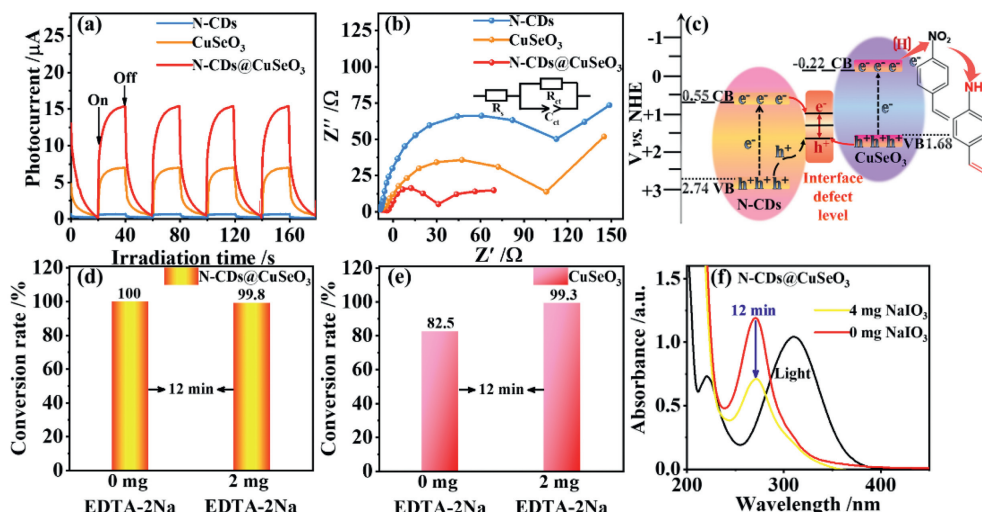 (a)
N-CDs
CuSeO3
N-CDs@CuSeO3
Off
On
Photocurrent /μA
25
20
15
10
5
0
0 40 80 120 160
Irradiation time /s
(b)
N-CDs
CuSeO3
N-CDs@CuSeO3
Rs
Rct
Cct
Z'' /Ω
125
100
75
50
25
0
0 30 60 90 120 150
Z' /Ω
(c)
V vs. NHE
-1
0
+1
+2
+3
[H]
NO2
NH
-0.22 CB
e- e- e-
e-
0.55 CB
e- e- e-
e-
e-
e-
h+
h+
h+h+h+
VB 1.68
CuSeO3
2.74 VB
h+h+h+
N-CDs
Interface
defect
level
(d)
N-CDs@CuSeO3
Conversion rate /%
120
100
80
60
40
20
0
100
99.8
12 min
0 mg
2 mg
EDTA-2Na
EDTA-2Na
(e)
CuSeO3
Conversion rate /%
120
100
80
60
40
20
0
82.5
99.3
12 min
0 mg
2 mg
EDTA-2Na
EDTA-2Na
(f)
N-CDs@CuSeO3
12 min
4 mg NaIO3
0 mg NaIO3
Light
Absorbance /a.u.
1.5
1.0
0.5
0.0
200 300 400
Wavelength /nm